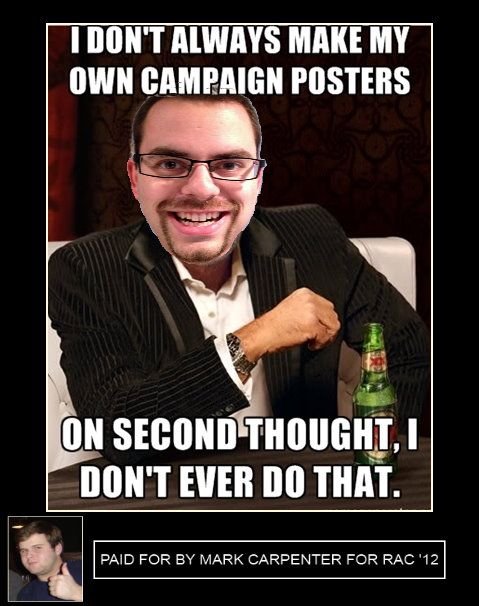 I DON'T ALWAYS MAKE MY
OWN CAMPAIGN POSTERS
XX
ON SECOND THOUGHT, I
DON'T EVER DO THAT.
PAID FOR BY MARK CARPENTER FOR RAC '12